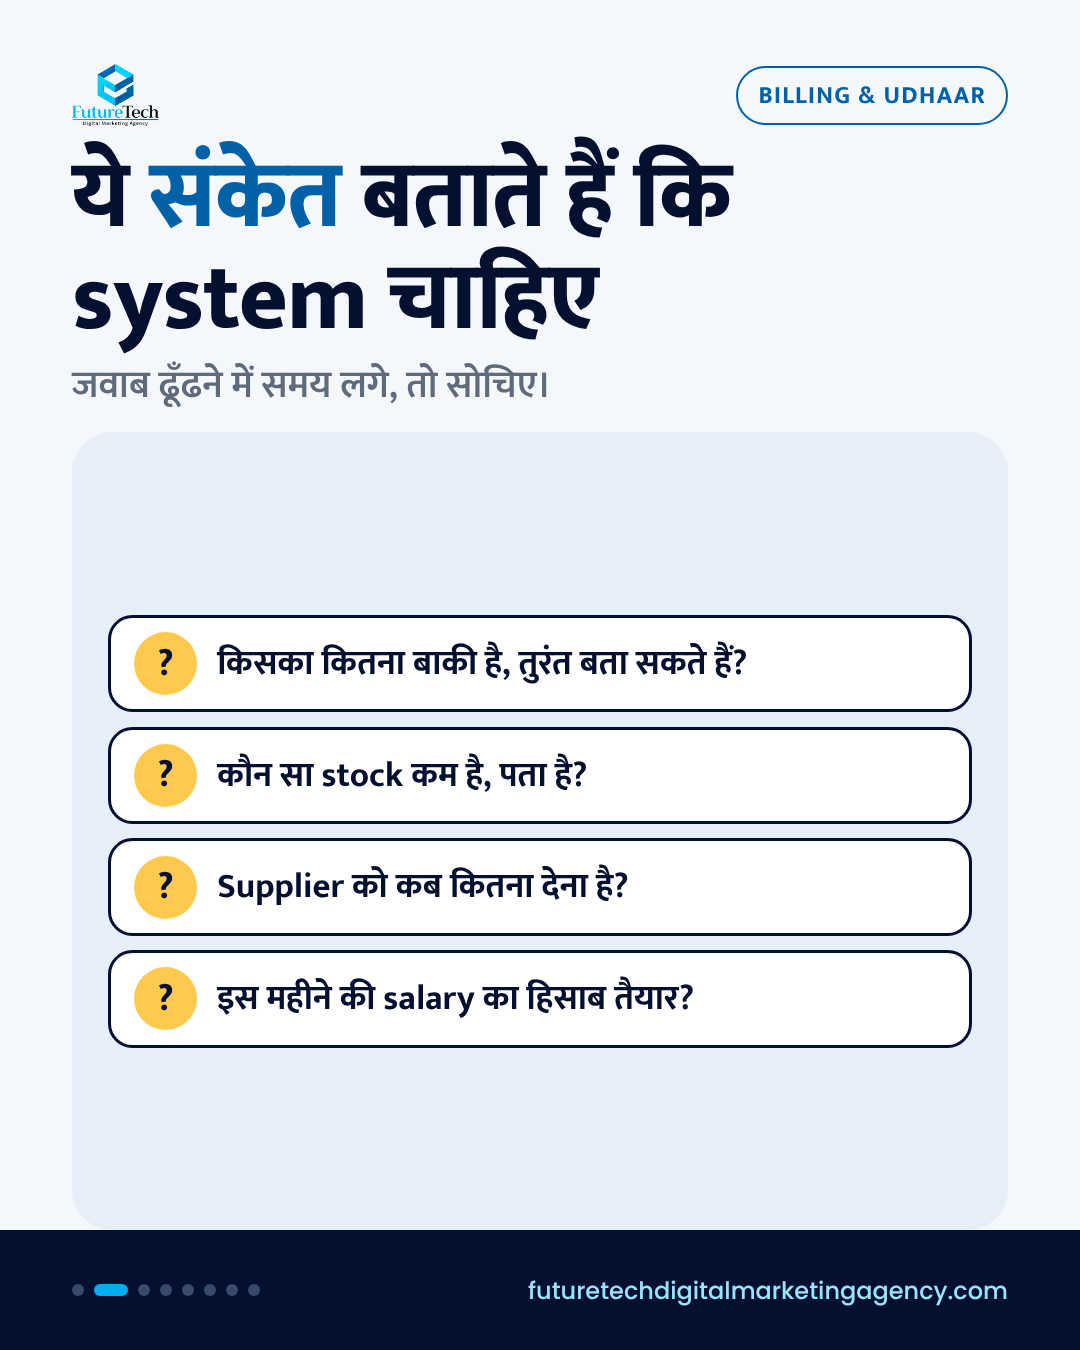 FutureTech
Digital Marketing Agency
BILLING & UDHAAR
ये संकेत बताते हैं कि
system चाहिए
जवाब ढूँढने में समय लगे, तो सोचिए।
? किसका कितना बाकी है, तुरंत बता सकते हैं?
? कौन सा stock कम है, पता है?
? Supplier को कब कितना देना है?
? इस महीने की salary का हिसाब तैयार?
futuretechdigitalmarketingagency.com